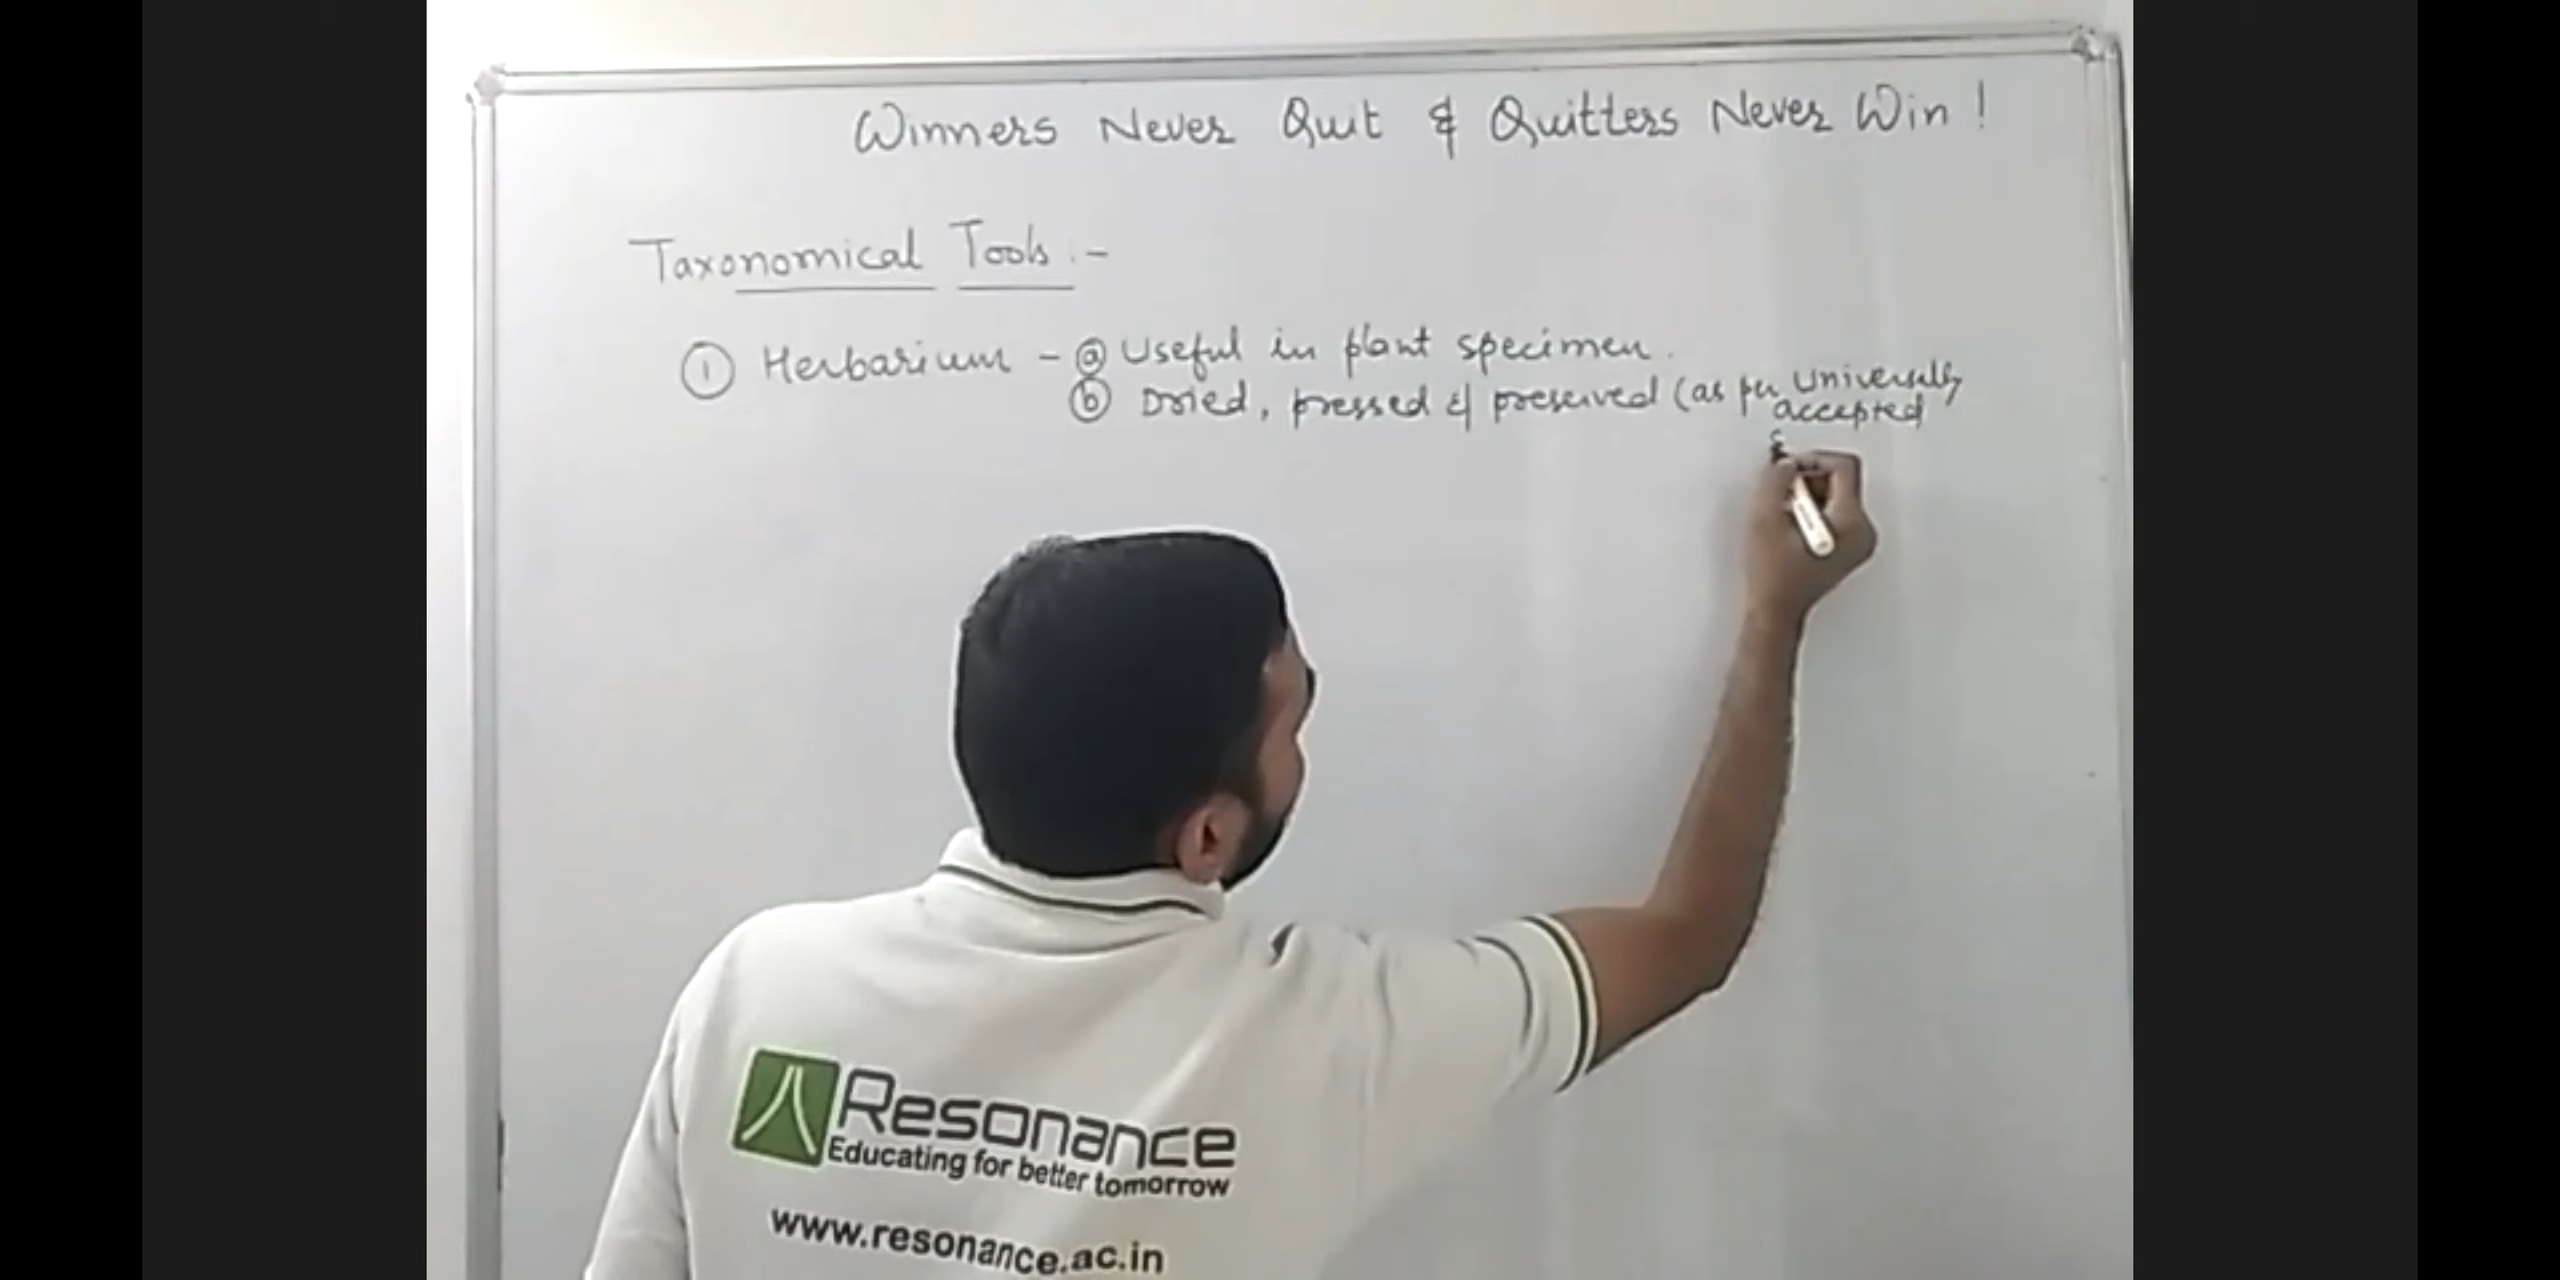 Winners Never Quit & Quitters Never Win !
Taxonomical Tools :-
① Herbarium - ⓐ Useful in plant specimen.
ⓑ Dried, pressed & preserved (as per universally
accepted
Resonance
Educating for better tomorrow
www.resonance.ac.in